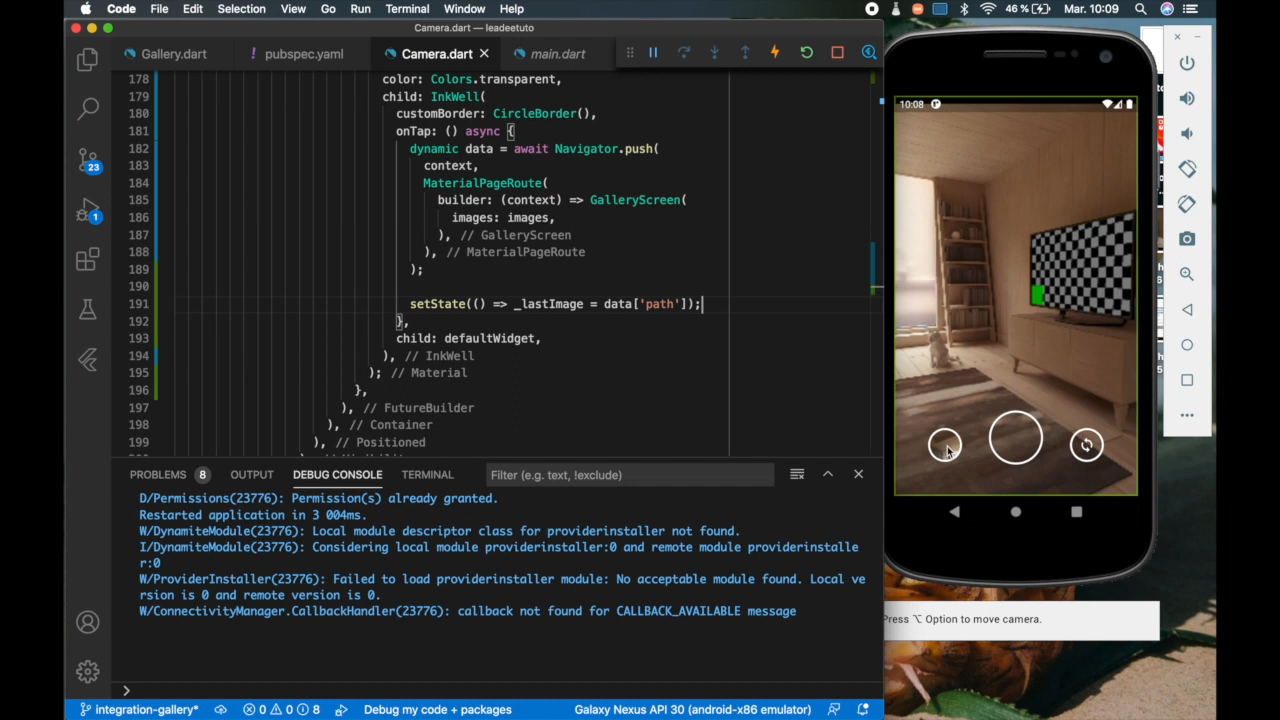 Code File Edit Selection View Go Run Terminal Window Help
46 % Mar. 10:09
Camera.dart — leadeetuto
Gallery.dart
! pubspec.yaml
Camera.dart
main.dart
178 color: Colors.transparent,
179 child: InkWell(
180 customBorder: CircleBorder(),
181 onTap: () async {
182 dynamic data = await Navigator.push(
183 context,
184 MaterialPageRoute(
185 builder: (context) => GalleryScreen(
186 images: images,
187 ), // GalleryScreen
188 ), // MaterialPageRoute
189 );
190
191 setState(() => _lastImage = data['path']);
192 },
193 child: defaultWidget,
194 ), // InkWell
195 ); // Material
196 },
197 ), // FutureBuilder
198 ), // Container
199 ), // Positioned
23
1
PROBLEMS 8 OUTPUT DEBUG CONSOLE TERMINAL
Filter (e.g. text, !exclude)
D/Permissions(23776): Permission(s) already granted.
Restarted application in 3 004ms.
W/DynamiteModule(23776): Local module descriptor class for providerinstaller not found.
I/DynamiteModule(23776): Considering local module providerinstaller:0 and remote module providerinstalle
r:0
W/ProviderInstaller(23776): Failed to load providerinstaller module: No acceptable module found. Local ve
rsion is 0 and remote version is 0.
W/ConnectivityManager.CallbackHandler(23776): callback not found for CALLBACK_AVAILABLE message
integration-gallery* 0 0 8 Debug my code + packages Galaxy Nexus API 30 (android-x86 emulator)
10:08
Press ⌥ Option to move camera.